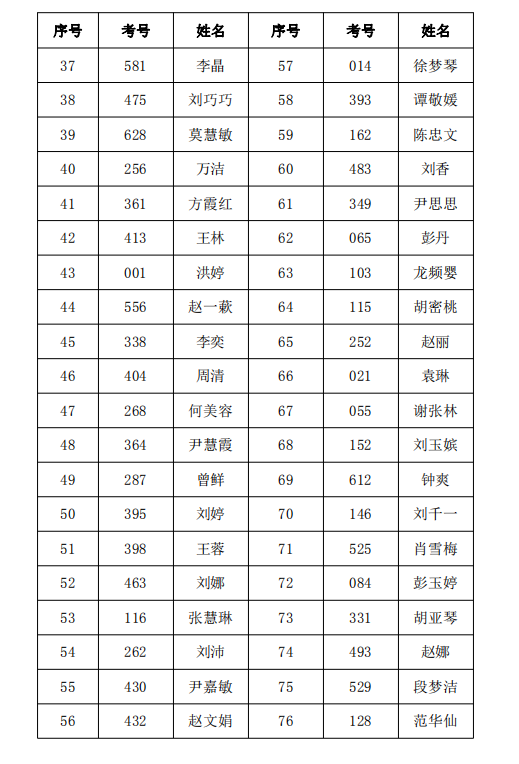 序号 考号 姓名 序号 考号 姓名
37 581 李晶 57 014 徐梦琴
38 475 刘巧巧 58 393 谭敬媛
39 628 莫慧敏 59 162 陈忠文
40 256 万洁 60 483 刘香
41 361 方霞红 61 349 尹思思
42 413 王林 62 065 彭丹
43 001 洪婷 63 103 龙频婴
44 556 赵一蔌 64 115 胡密桃
45 338 李奕 65 252 赵丽
46 404 周清 66 021 袁琳
47 268 何美容 67 055 谢张林
48 364 尹慧霞 68 152 刘玉嫔
49 287 曾鲜 69 612 钟爽
50 395 刘婷 70 146 刘千一
51 398 王蓉 71 525 肖雪梅
52 463 刘娜 72 084 彭玉婷
53 116 张慧琳 73 331 胡亚琴
54 262 刘沛 74 493 赵娜
55 430 尹嘉敏 75 529 段梦洁
56 432 赵文娟 76 128 范华仙